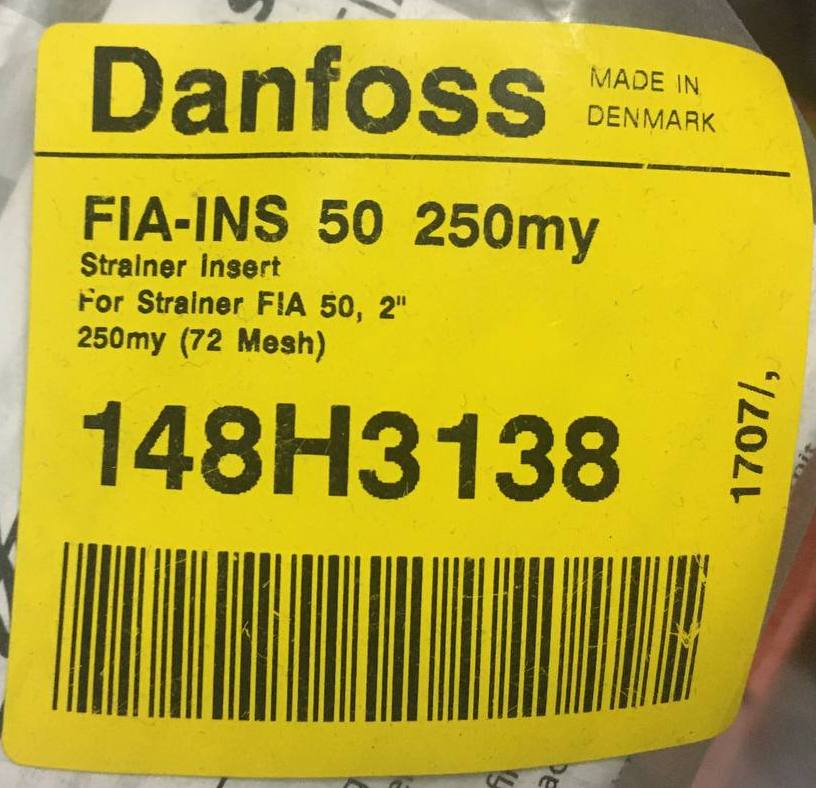 Danfoss
MADE IN
DENMARK
FIA-INS 50 250my
Strainer Insert
For Strainer FIA 50, 2"
250my (72 Mesh)
148H3138
1707/,